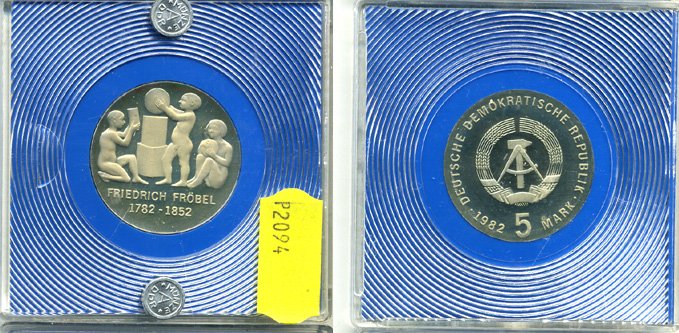 FRIEDRICH FRÖBEL
1782 - 1852
P2094
DEUTSCHE DEMOKRATISCHE REPUBLIK
· 1982 5 MARK ·